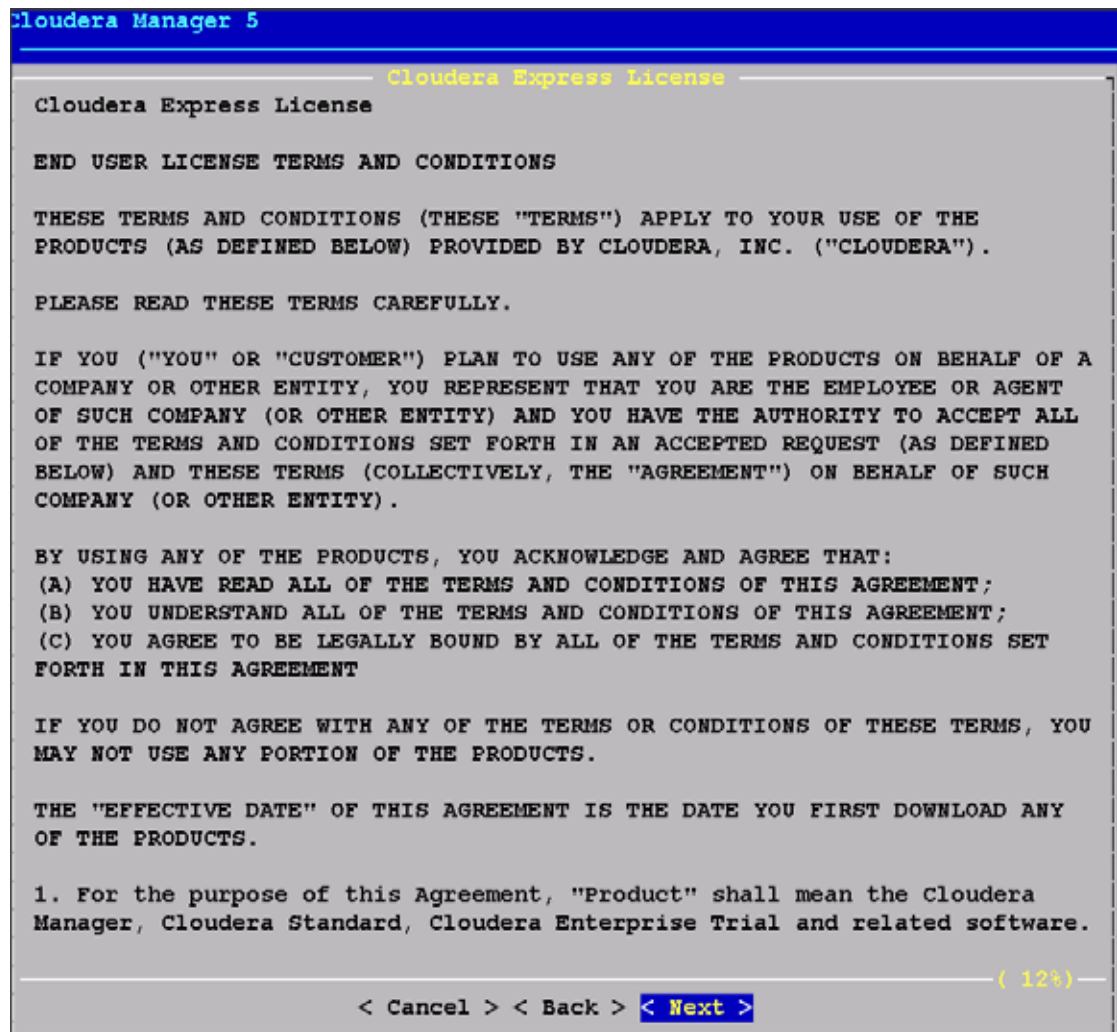 Cloudera Manager 5
Cloudera Express License
Cloudera Express License
END USER LICENSE TERMS AND CONDITIONS
THESE TERMS AND CONDITIONS (THESE "TERMS") APPLY TO YOUR USE OF THE
PRODUCTS (AS DEFINED BELOW) PROVIDED BY CLOUDERA, INC. ("CLOUDERA").
PLEASE READ THESE TERMS CAREFULLY.
IF YOU ("YOU" OR "CUSTOMER") PLAN TO USE ANY OF THE PRODUCTS ON BEHALF OF A
COMPANY OR OTHER ENTITY, YOU REPRESENT THAT YOU ARE THE EMPLOYEE OR AGENT
OF SUCH COMPANY (OR OTHER ENTITY) AND YOU HAVE THE AUTHORITY TO ACCEPT ALL
OF THE TERMS AND CONDITIONS SET FORTH IN AN ACCEPTED REQUEST (AS DEFINED
BELOW) AND THESE TERMS (COLLECTIVELY, THE "AGREEMENT") ON BEHALF OF SUCH
COMPANY (OR OTHER ENTITY).
BY USING ANY OF THE PRODUCTS, YOU ACKNOWLEDGE AND AGREE THAT:
(A) YOU HAVE READ ALL OF THE TERMS AND CONDITIONS OF THIS AGREEMENT;
(B) YOU UNDERSTAND ALL OF THE TERMS AND CONDITIONS OF THIS AGREEMENT;
(C) YOU AGREE TO BE LEGALLY BOUND BY ALL OF THE TERMS AND CONDITIONS SET
FORTH IN THIS AGREEMENT
IF YOU DO NOT AGREE WITH ANY OF THE TERMS OR CONDITIONS OF THESE TERMS, YOU
MAY NOT USE ANY PORTION OF THE PRODUCTS.
THE "EFFECTIVE DATE" OF THIS AGREEMENT IS THE DATE YOU FIRST DOWNLOAD ANY
OF THE PRODUCTS.
1. For the purpose of this Agreement, "Product" shall mean the Cloudera
Manager, Cloudera Standard, Cloudera Enterprise Trial and related software.
( 12%)
< Cancel > < Back > < Next >